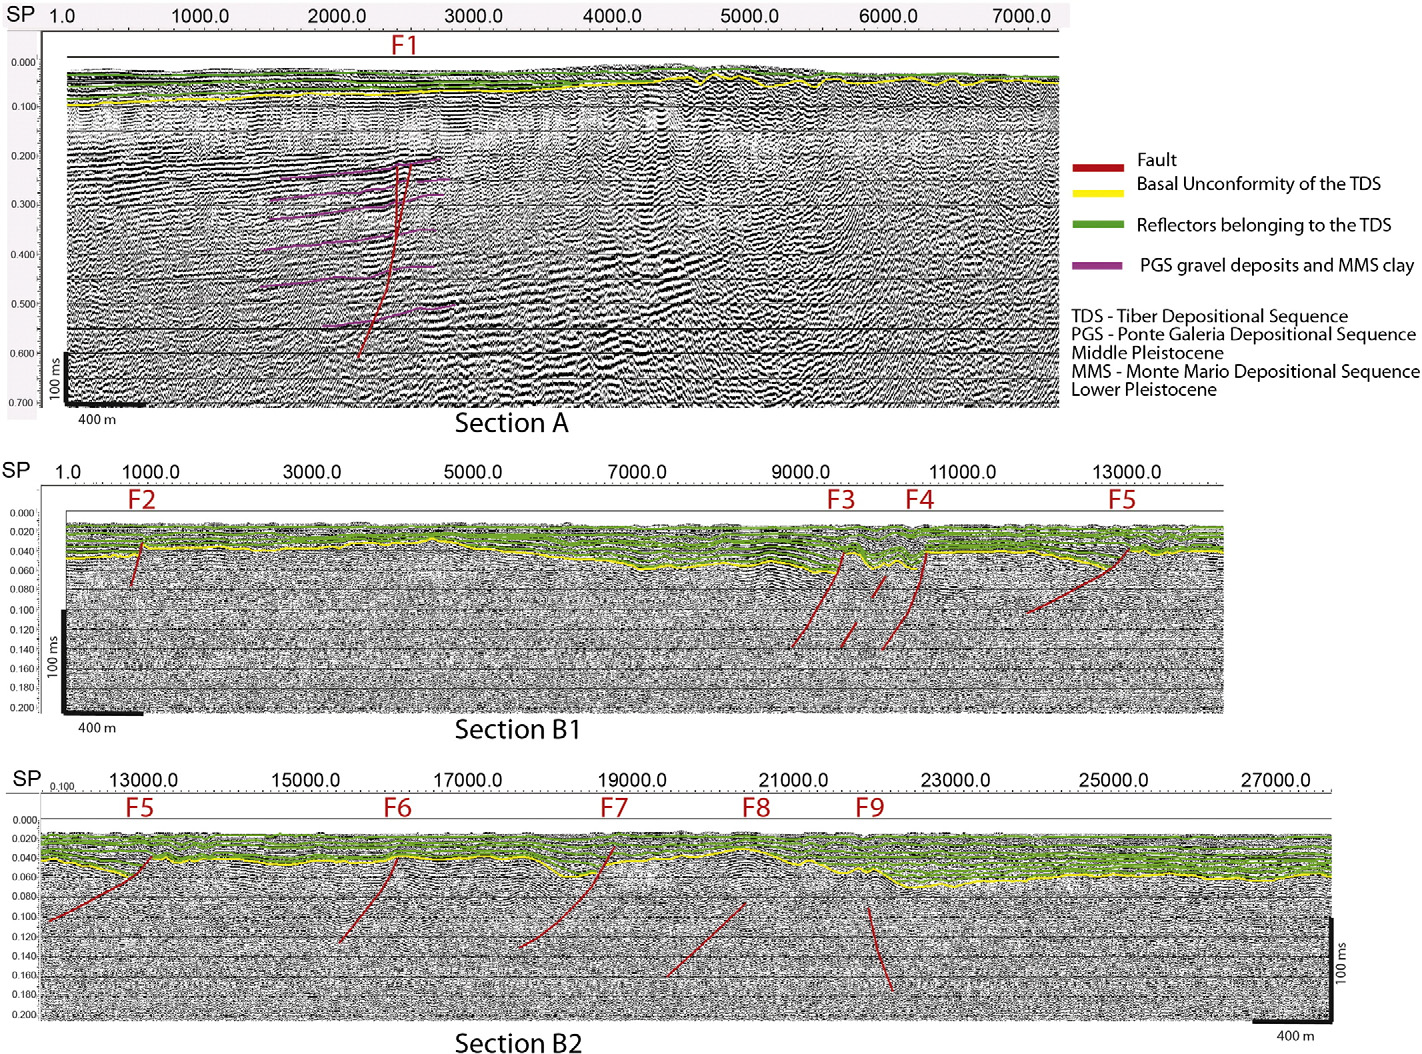 SP 1.0 1000.0 2000.0 3000.0 4000.0 5000.0 6000.0 7000.0
F1
0.000
0.100
0.200
0.300
0.400
0.500
0.600
0.700
100 ms
400 m
Section A
Fault
Basal Unconformity of the TDS
Reflectors belonging to the TDS
PGS gravel deposits and MMS clay
TDS - Tiber Depositional Sequence
PGS - Ponte Galeria Depositional Sequence
Middle Pleistocene
MMS - Monte Mario Depositional Sequence
Lower Pleistocene
SP 1.0 1000.0 3000.0 5000.0 7000.0 9000.0 11000.0 13000.0
F2 F3 F4 F5
0.000
0.020
0.040
0.060
0.080
0.100
0.120
0.140
0.160
0.180
0.200
100 ms
400 m
Section B1
SP 0.100 13000.0 15000.0 17000.0 19000.0 21000.0 23000.0 25000.0 27000.0
F5 F6 F7 F8 F9
0.000
0.020
0.040
0.060
0.080
0.100
0.120
0.140
0.160
0.180
0.200
100 ms
400 m
Section B2